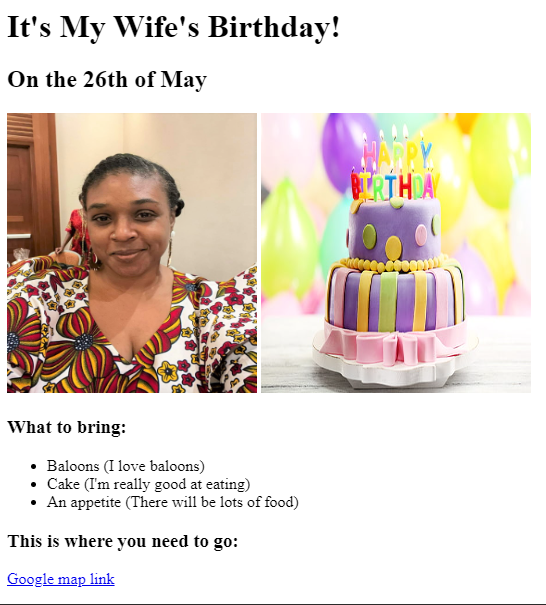 It's My Wife's Birthday!
On the 26th of May
HAPPY
BIRTHDAY
What to bring:
Baloons (I love baloons)
Cake (I'm really good at eating)
An appetite (There will be lots of food)
This is where you need to go:
Google map link